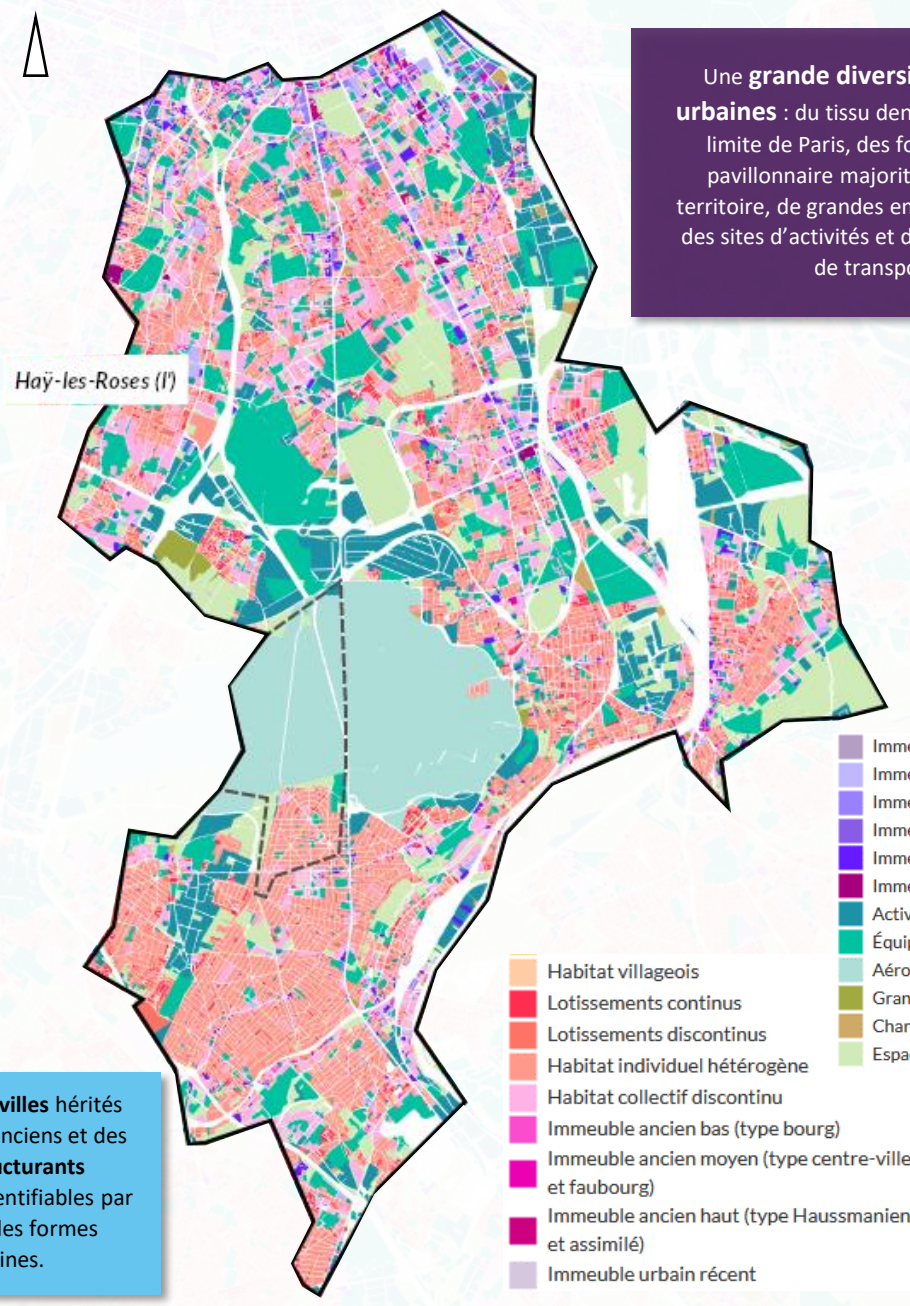 Une grande diversi
urbaines : du tissu den
limite de Paris, des fo
pavillonnaire majorit
territoire, de grandes en
des sites d'activités et d
de transpo
Haÿ-les-Roses (l')
Imme
Imme
Imme
Imme
Imme
Imme
Activ
Équip
Aéro
Gran
Char
Espa
Habitat villageois
Lotissements continus
Lotissements discontinus
Habitat individuel hétérogène
Habitat collectif discontinu
Immeuble ancien bas (type bourg)
Immeuble ancien moyen (type centre-ville
et faubourg)
Immeuble ancien haut (type Haussmanien
et assimilé)
Immeuble urbain récent
villes hérités
nciens et des
ucturants
entifiables par
des formes
ines.